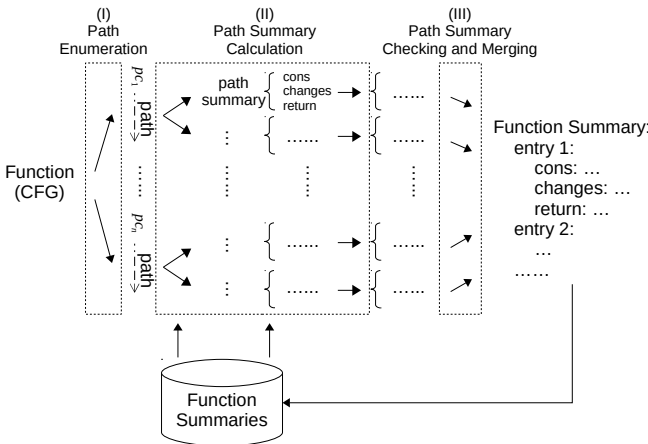 (I)
Path
Enumeration
(II)
Path Summary
Calculation
(III)
Path Summary
Checking and Merging
pc1
path
path
summary
cons
changes
return
……
…
……
……
Function
(CFG)
……
⋮
⋮
⋮
pcn
path
…
……
……
…
……
……
Function Summary:
entry 1:
cons: …
changes: …
return: …
entry 2:
…
……
Function
Summaries